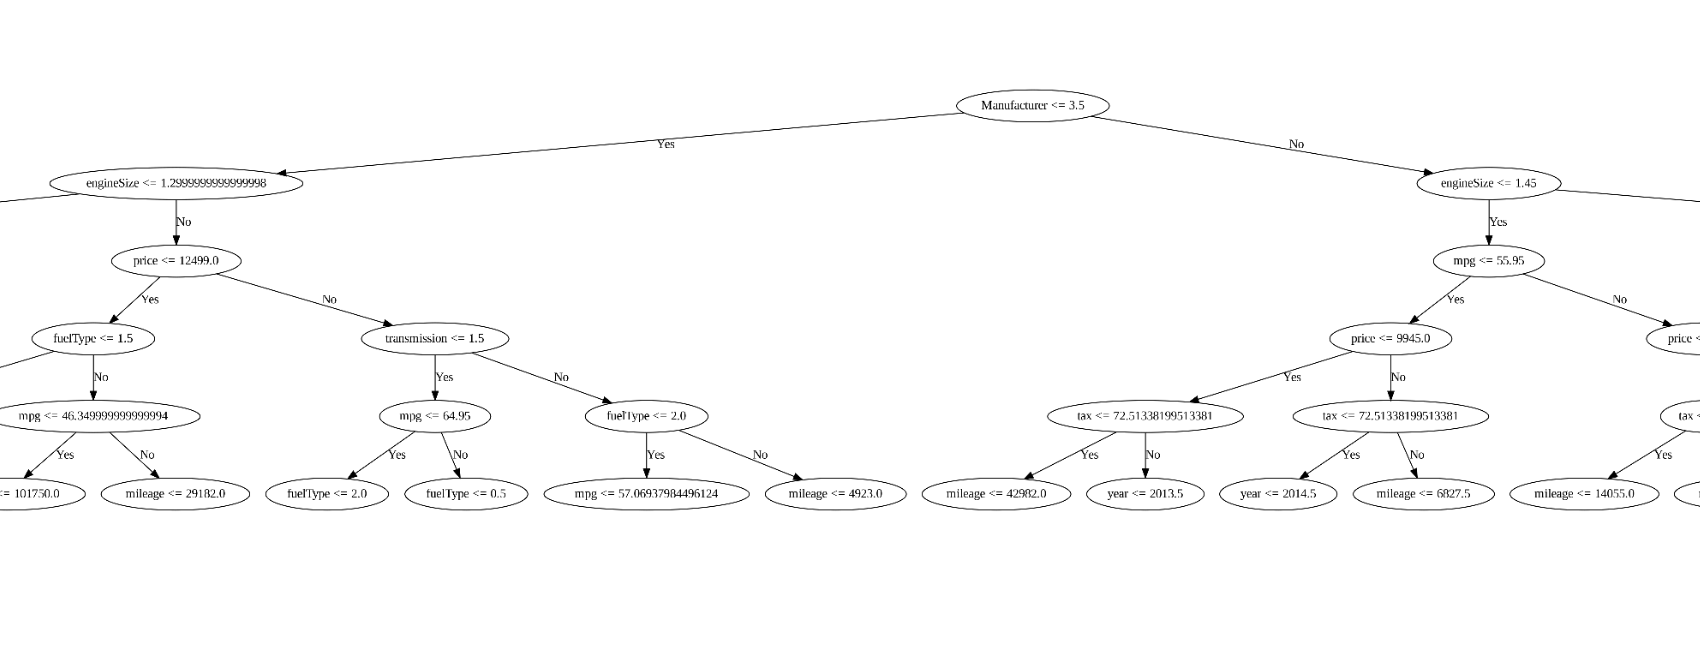 Manufacturer <= 3.5
Yes
No
engineSize <= 1.2999999999999998
engineSize <= 1.45
No
Yes
price <= 12499.0
mpg <= 55.95
Yes
No
Yes
No
fuelType <= 1.5
transmission <= 1.5
price <= 9945.0
price <
No
Yes
No
Yes
No
mpg <= 46.349999999999994
mpg <= 64.95
fuelType <= 2.0
tax <= 72.51338199513381
tax <= 72.51338199513381
tax <
Yes
No
Yes
No
Yes
No
Yes
No
Yes
No
Yes
<= 101750.0
mileage <= 29182.0
fuelType <= 2.0
fuelType <= 0.5
mpg <= 57.06937984496124
mileage <= 4923.0
mileage <= 42982.0
year <= 2013.5
year <= 2014.5
mileage <= 6827.5
mileage <= 14055.0